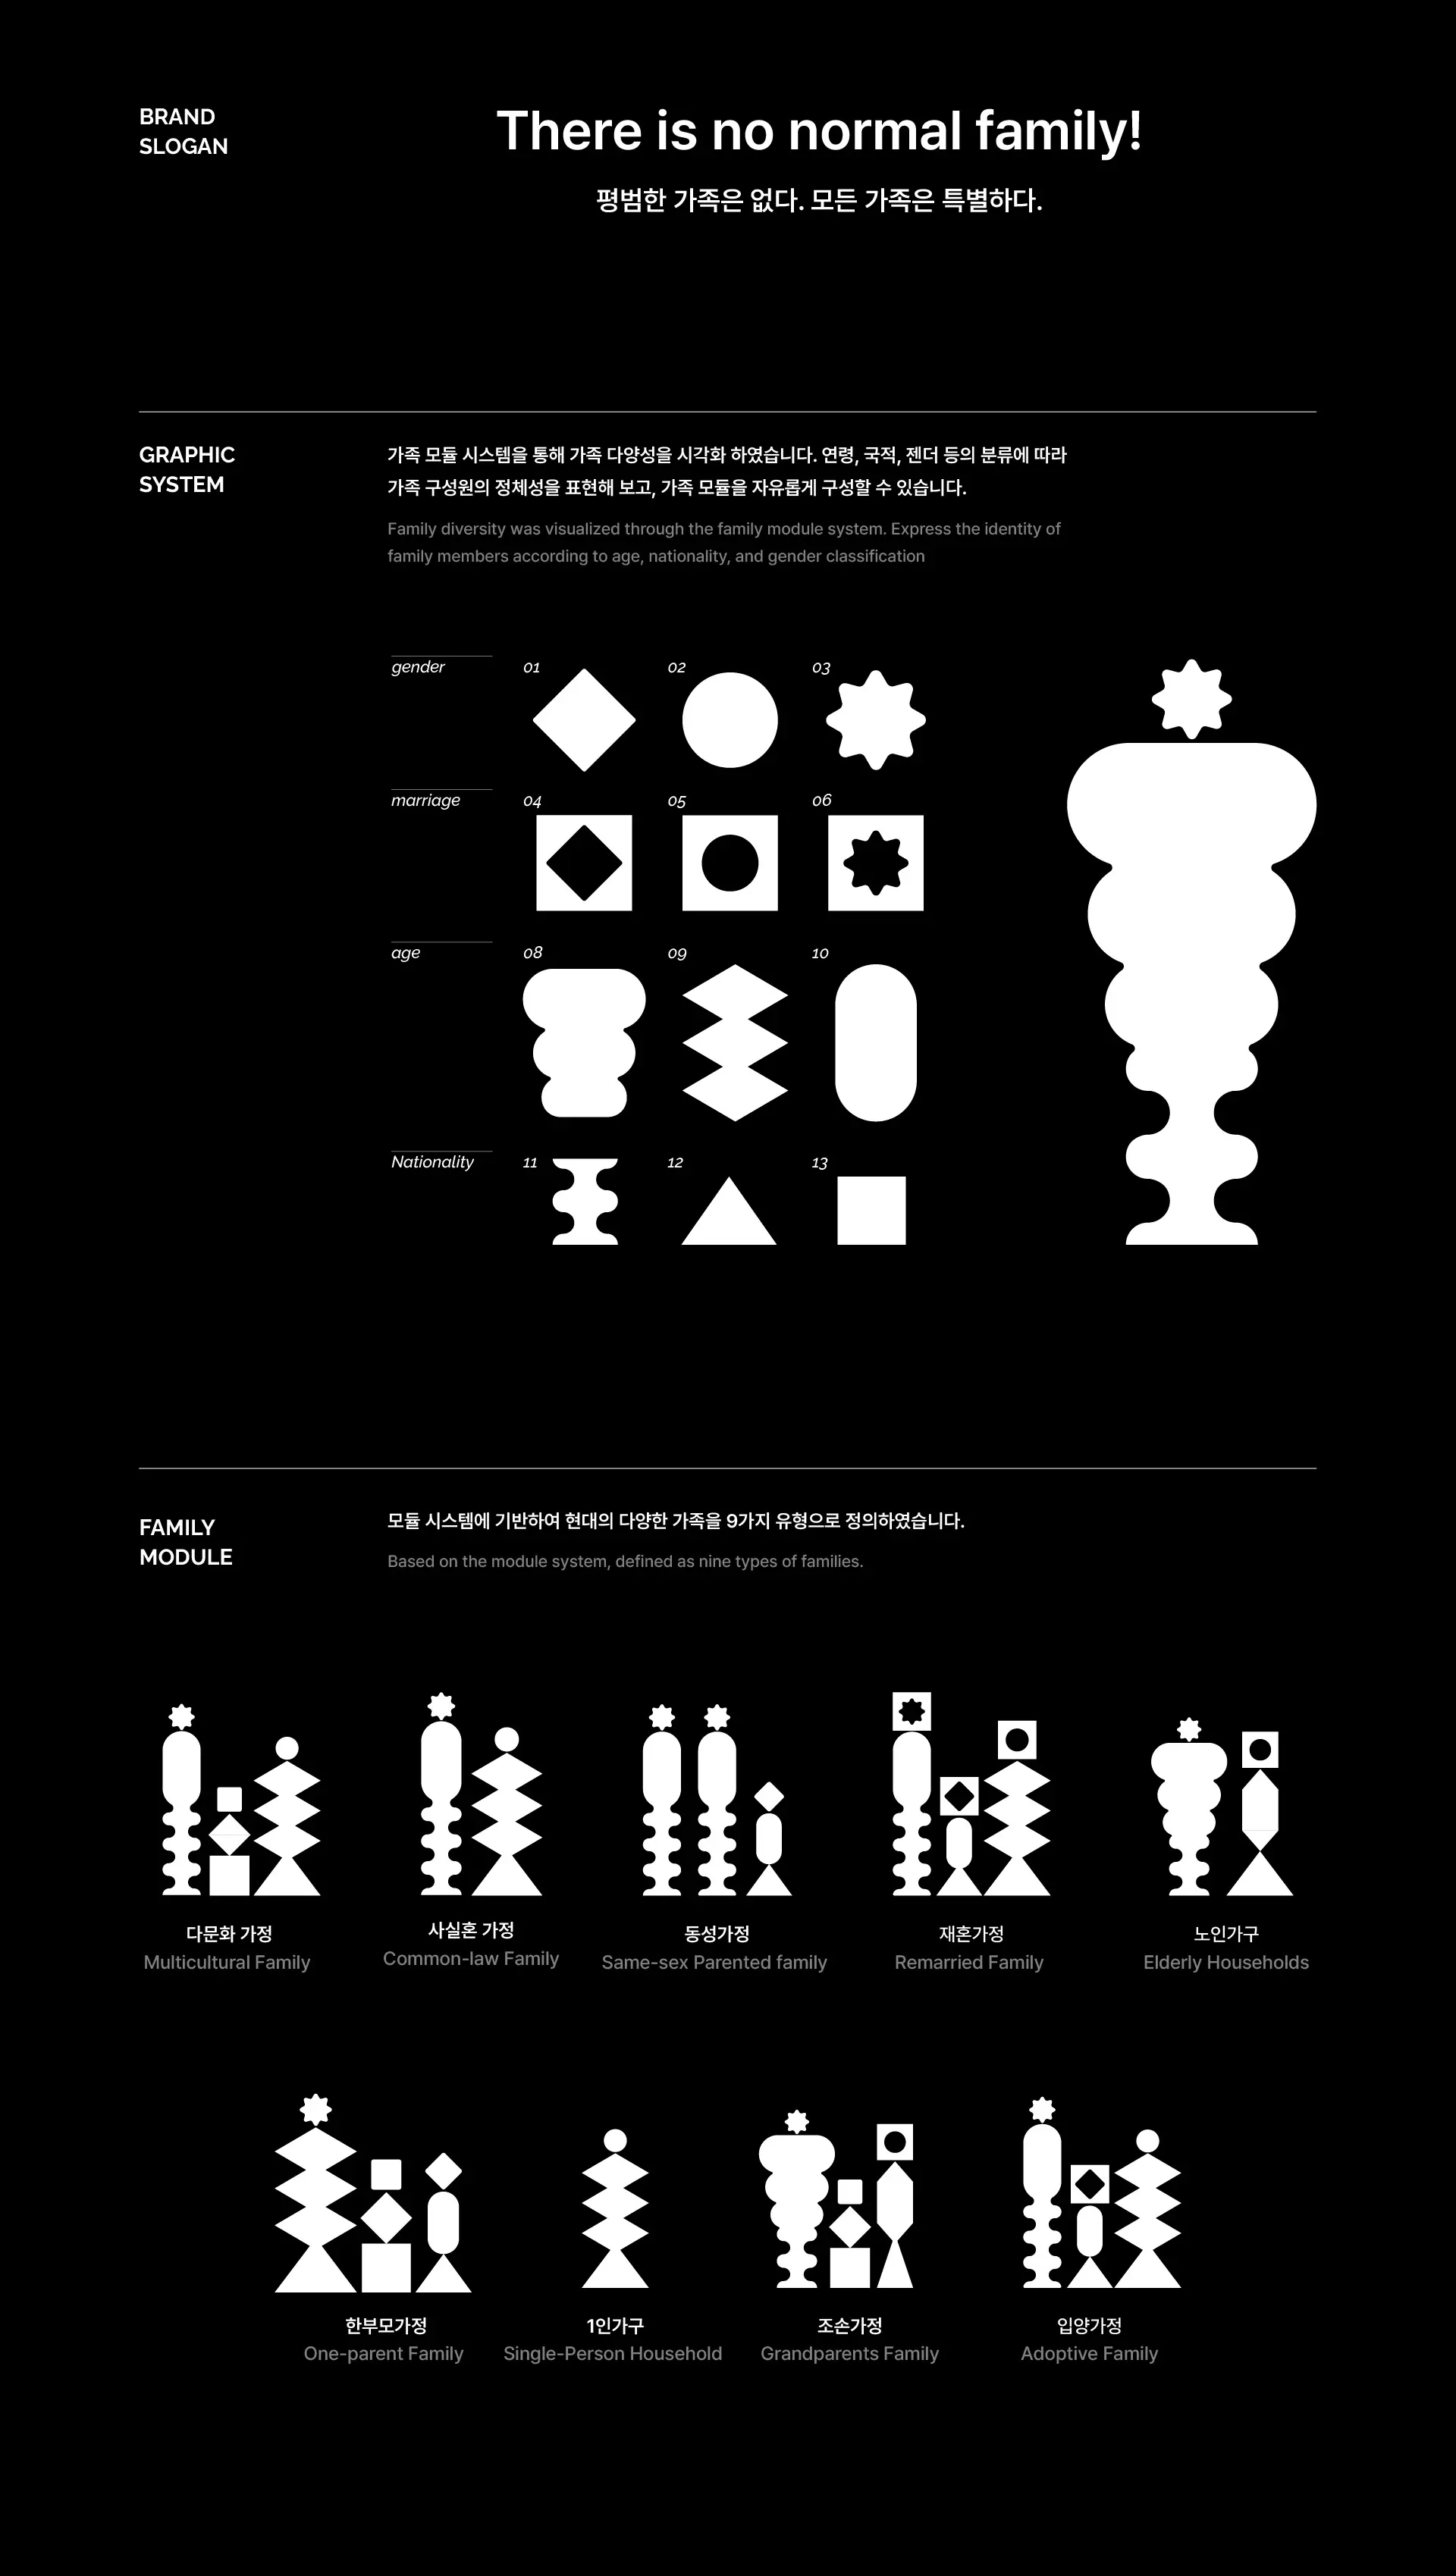 BRAND
SLOGAN
There is no normal family!
평범한 가족은 없다. 모든 가족은 특별하다.
GRAPHIC
SYSTEM
가족 모듈 시스템을 통해 가족 다양성을 시각화 하였습니다. 연령, 국적, 젠더 등의 분류에 따라
가족 구성원의 정체성을 표현해 보고, 가족 모듈을 자유롭게 구성할 수 있습니다.
Family diversity was visualized through the family module system. Express the identity of
family members according to age, nationality, and gender classification
gender 01 02 03
marriage 04 05 06
age 08 09 10
Nationality 11 12 13
FAMILY
MODULE
모듈 시스템에 기반하여 현대의 다양한 가족을 9가지 유형으로 정의하였습니다.
Based on the module system, defined as nine types of families.
다문화 가정
Multicultural Family
사실혼 가정
Common-law Family
동성가정
Same-sex Parented family
재혼가정
Remarried Family
노인가구
Elderly Households
한부모가정
One-parent Family
1인가구
Single-Person Household
조손가정
Grandparents Family
입양가정
Adoptive Family